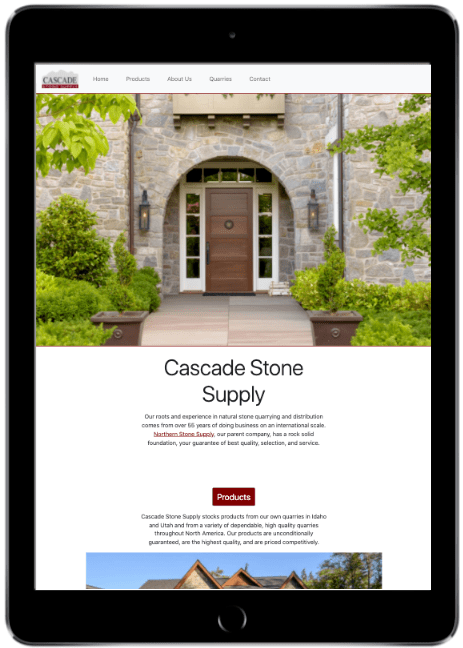 CASCADE
STONE SUPPLY
Home Products About Us Quarries Contact
Cascade Stone
Supply
Our roots and experience in natural stone quarrying and distribution
comes from over 55 years of doing business on an international scale.
Northern Stone Supply, our parent company, has a rock solid
foundation, your guarantee of best quality, selection, and service.
Products
Cascade Stone Supply stocks products from our own quarries in Idaho
and Utah and from a variety of dependable, high quality quarries
throughout North America. Our products are unconditionally
guaranteed, are the highest quality, and are priced competitively.